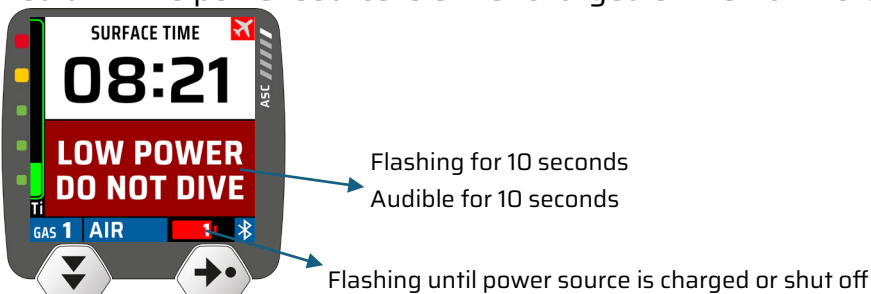 SURFACE TIME
08:21
ASC
LOW POWER
DO NOT DIVE
Ti
GAS 1 AIR 1
Flashing for 10 seconds
Audible for 10 seconds
Flashing until power source is charged or shut off